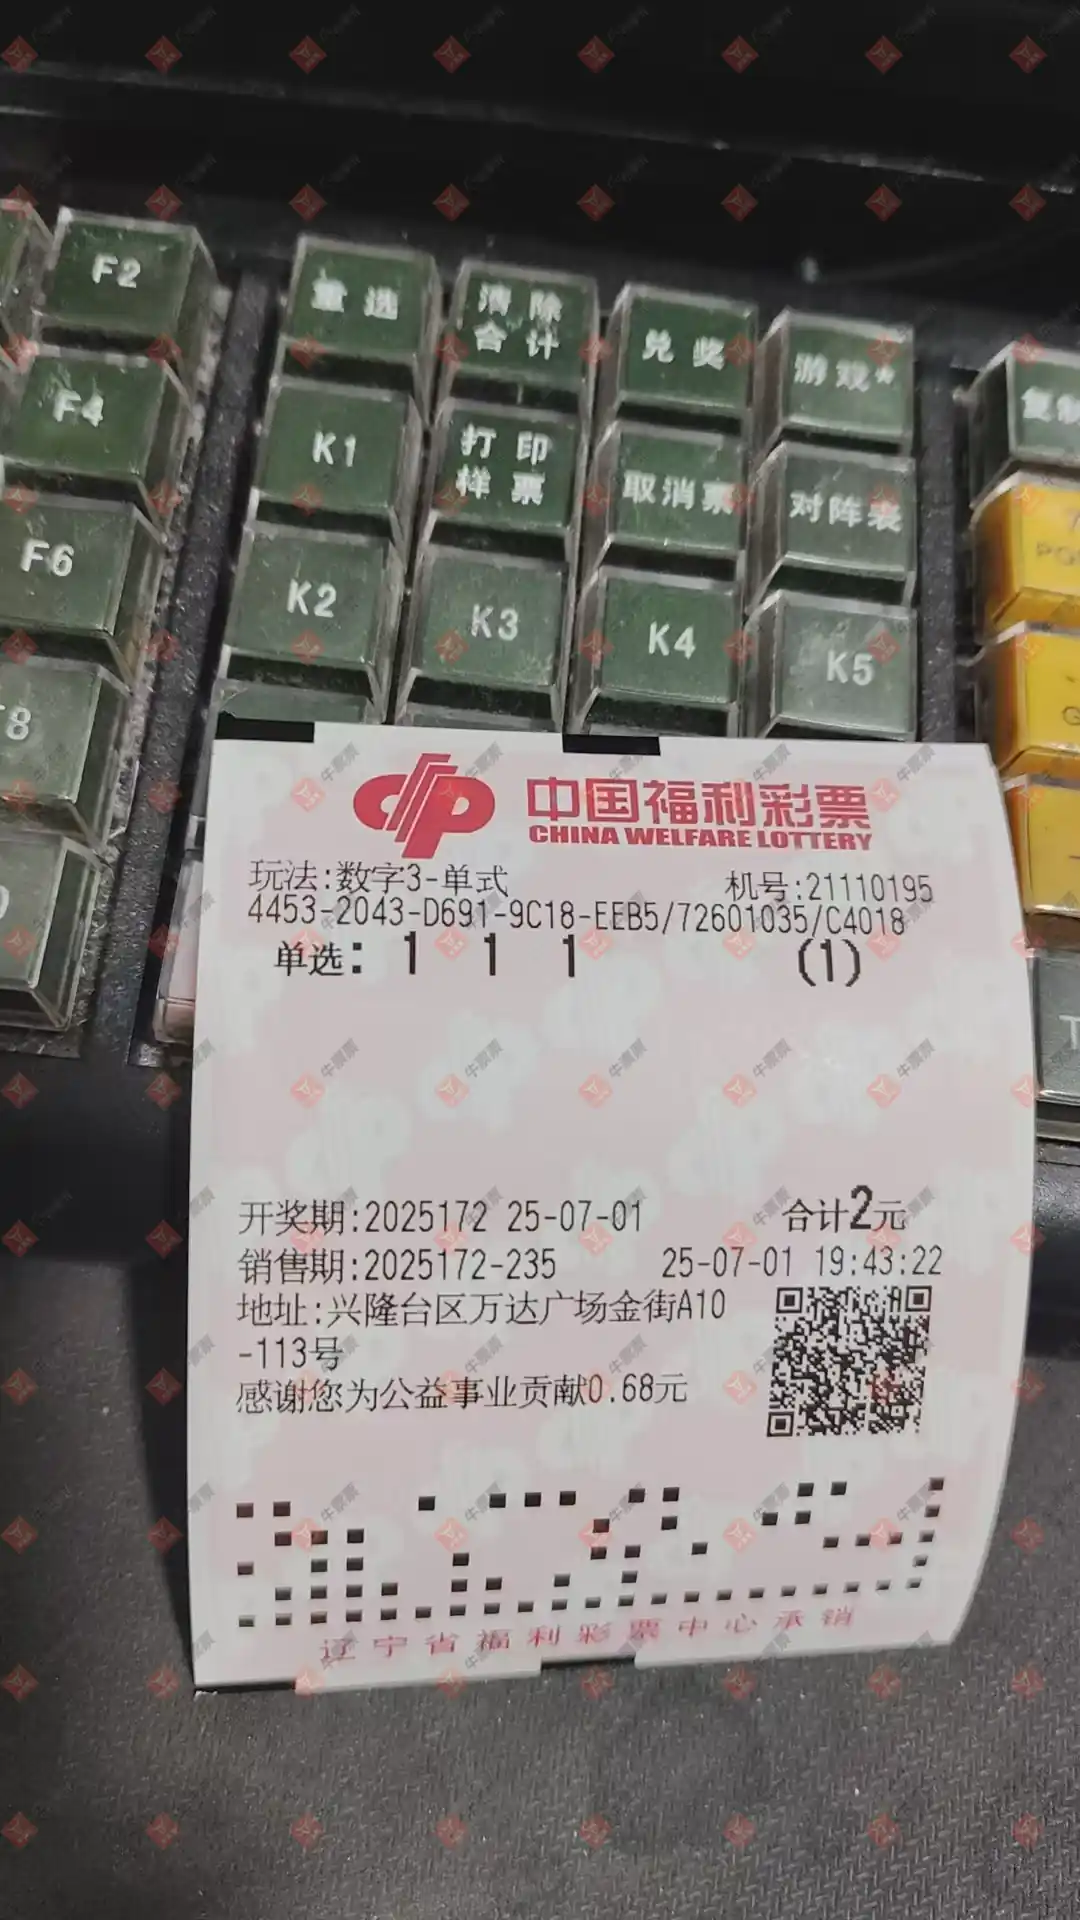 F2
重选
清除
合计
兑奖
游戏*
F4
K1
打印
样票
取消票
对阵表
F6
K2
K3
K4
K5
中国福利彩票
CHINA WELFARE LOTTERY
玩法:数字3-单式
机号:21110195
4453-2043-D691-9C18-EEB5/72601035/C4018
单选: 1 1 1 (1)
开奖期:2025172 25-07-01 合计2元
销售期:2025172-235 25-07-01 19:43:22
地址:兴隆台区万达广场金街A10
-113号
感谢您为公益事业贡献0.68元
辽宁省福利彩票中心承销
牛票票